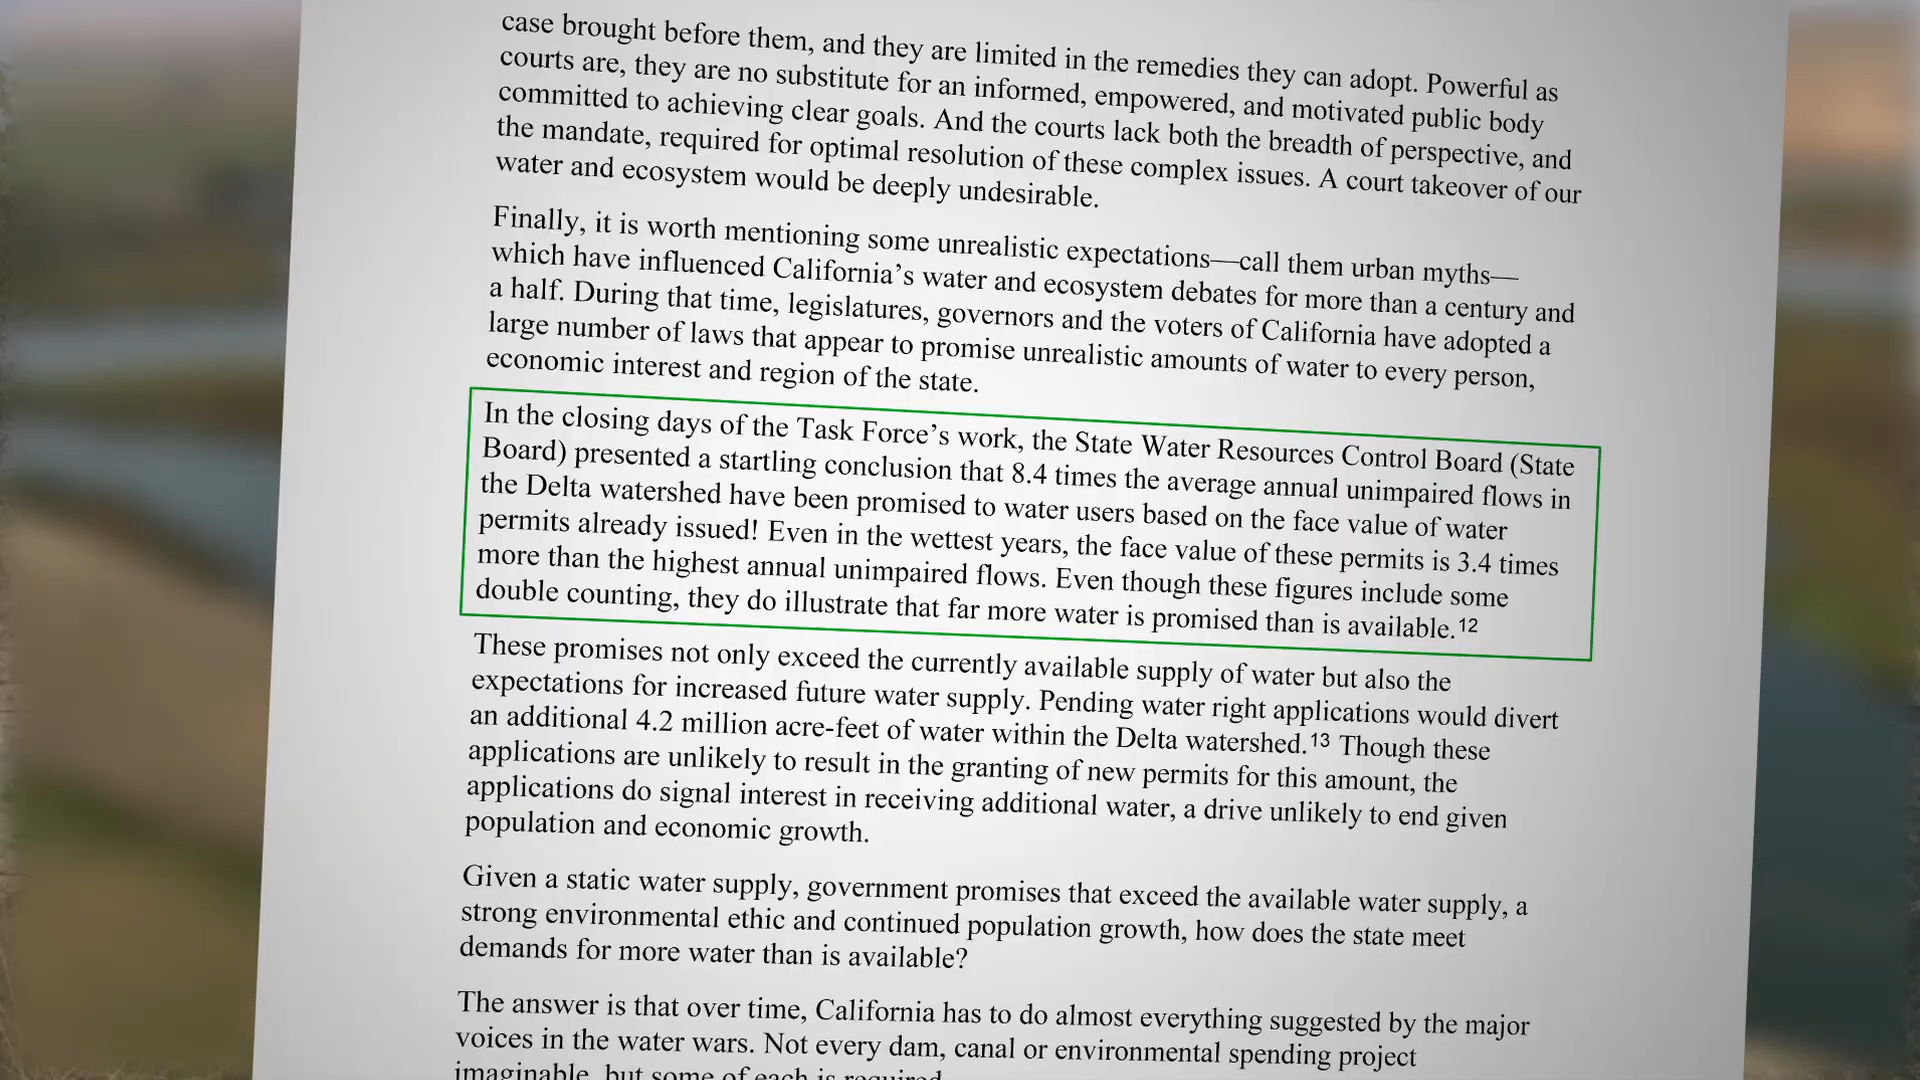 case brought before them, and they are limited in the remedies they can adopt. Powerful as
courts are, they are no substitute for an informed, empowered, and motivated public body
committed to achieving clear goals. And the courts lack both the breadth of perspective, and
the mandate, required for optimal resolution of these complex issues. A court takeover of our
water and ecosystem would be deeply undesirable.
Finally, it is worth mentioning some unrealistic expectations—call them urban myths—
which have influenced California’s water and ecosystem debates for more than a century and
a half. During that time, legislatures, governors and the voters of California have adopted a
large number of laws that appear to promise unrealistic amounts of water to every person,
economic interest and region of the state.
In the closing days of the Task Force’s work, the State Water Resources Control Board (State
Board) presented a startling conclusion that 8.4 times the average annual unimpaired flows in
the Delta watershed have been promised to water users based on the face value of water
permits already issued! Even in the wettest years, the face value of these permits is 3.4 times
more than the highest annual unimpaired flows. Even though these figures include some
double counting, they do illustrate that far more water is promised than is available.12
These promises not only exceed the currently available supply of water but also the
expectations for increased future water supply. Pending water right applications would divert
an additional 4.2 million acre-feet of water within the Delta watershed.13 Though these
applications are unlikely to result in the granting of new permits for this amount, the
applications do signal interest in receiving additional water, a drive unlikely to end given
population and economic growth.
Given a static water supply, government promises that exceed the available water supply, a
strong environmental ethic and continued population growth, how does the state meet
demands for more water than is available?
The answer is that over time, California has to do almost everything suggested by the major
voices in the water wars. Not every dam, canal or environmental spending project
imaginable, but some of each is required.